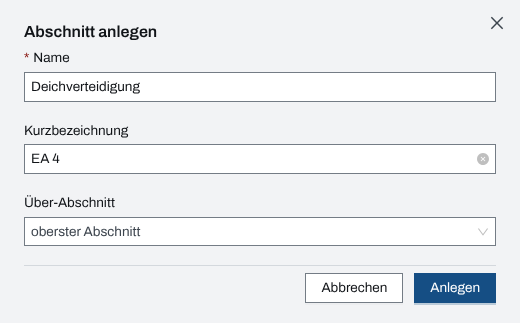 Abschnitt anlegen
* Name
Deichverteidigung
Kurzbezeichnung
EA 4
Über-Abschnitt
oberster Abschnitt
Abbrechen Anlegen